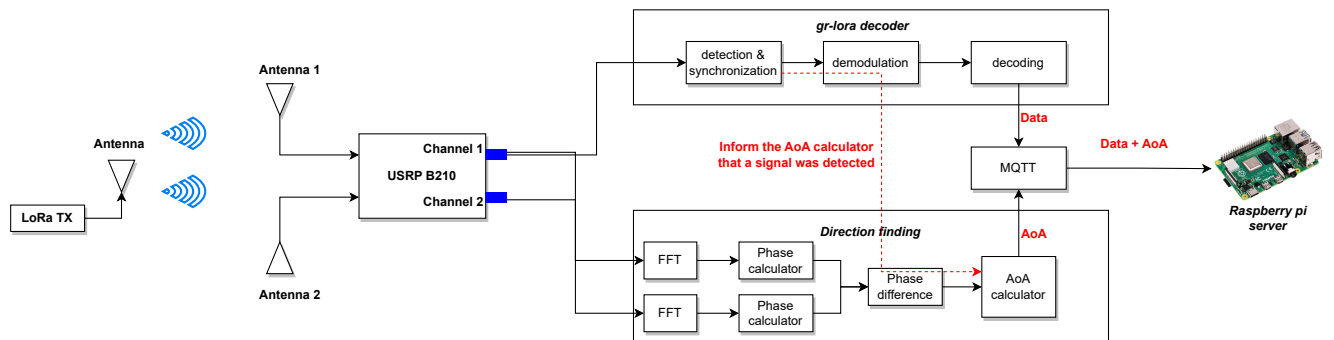 gr-lora decoder
detection &
synchronization
demodulation
decoding
Antenna 1
Antenna
LoRa TX
Channel 1
USRP B210
Channel 2
Antenna 2
Data
Inform the AoA calculator
that a signal was detected
MQTT
Data + AoA
Raspberry pi
server
AoA
Direction finding
FFT
Phase
calculator
FFT
Phase
calculator
Phase
difference
AoA
calculator